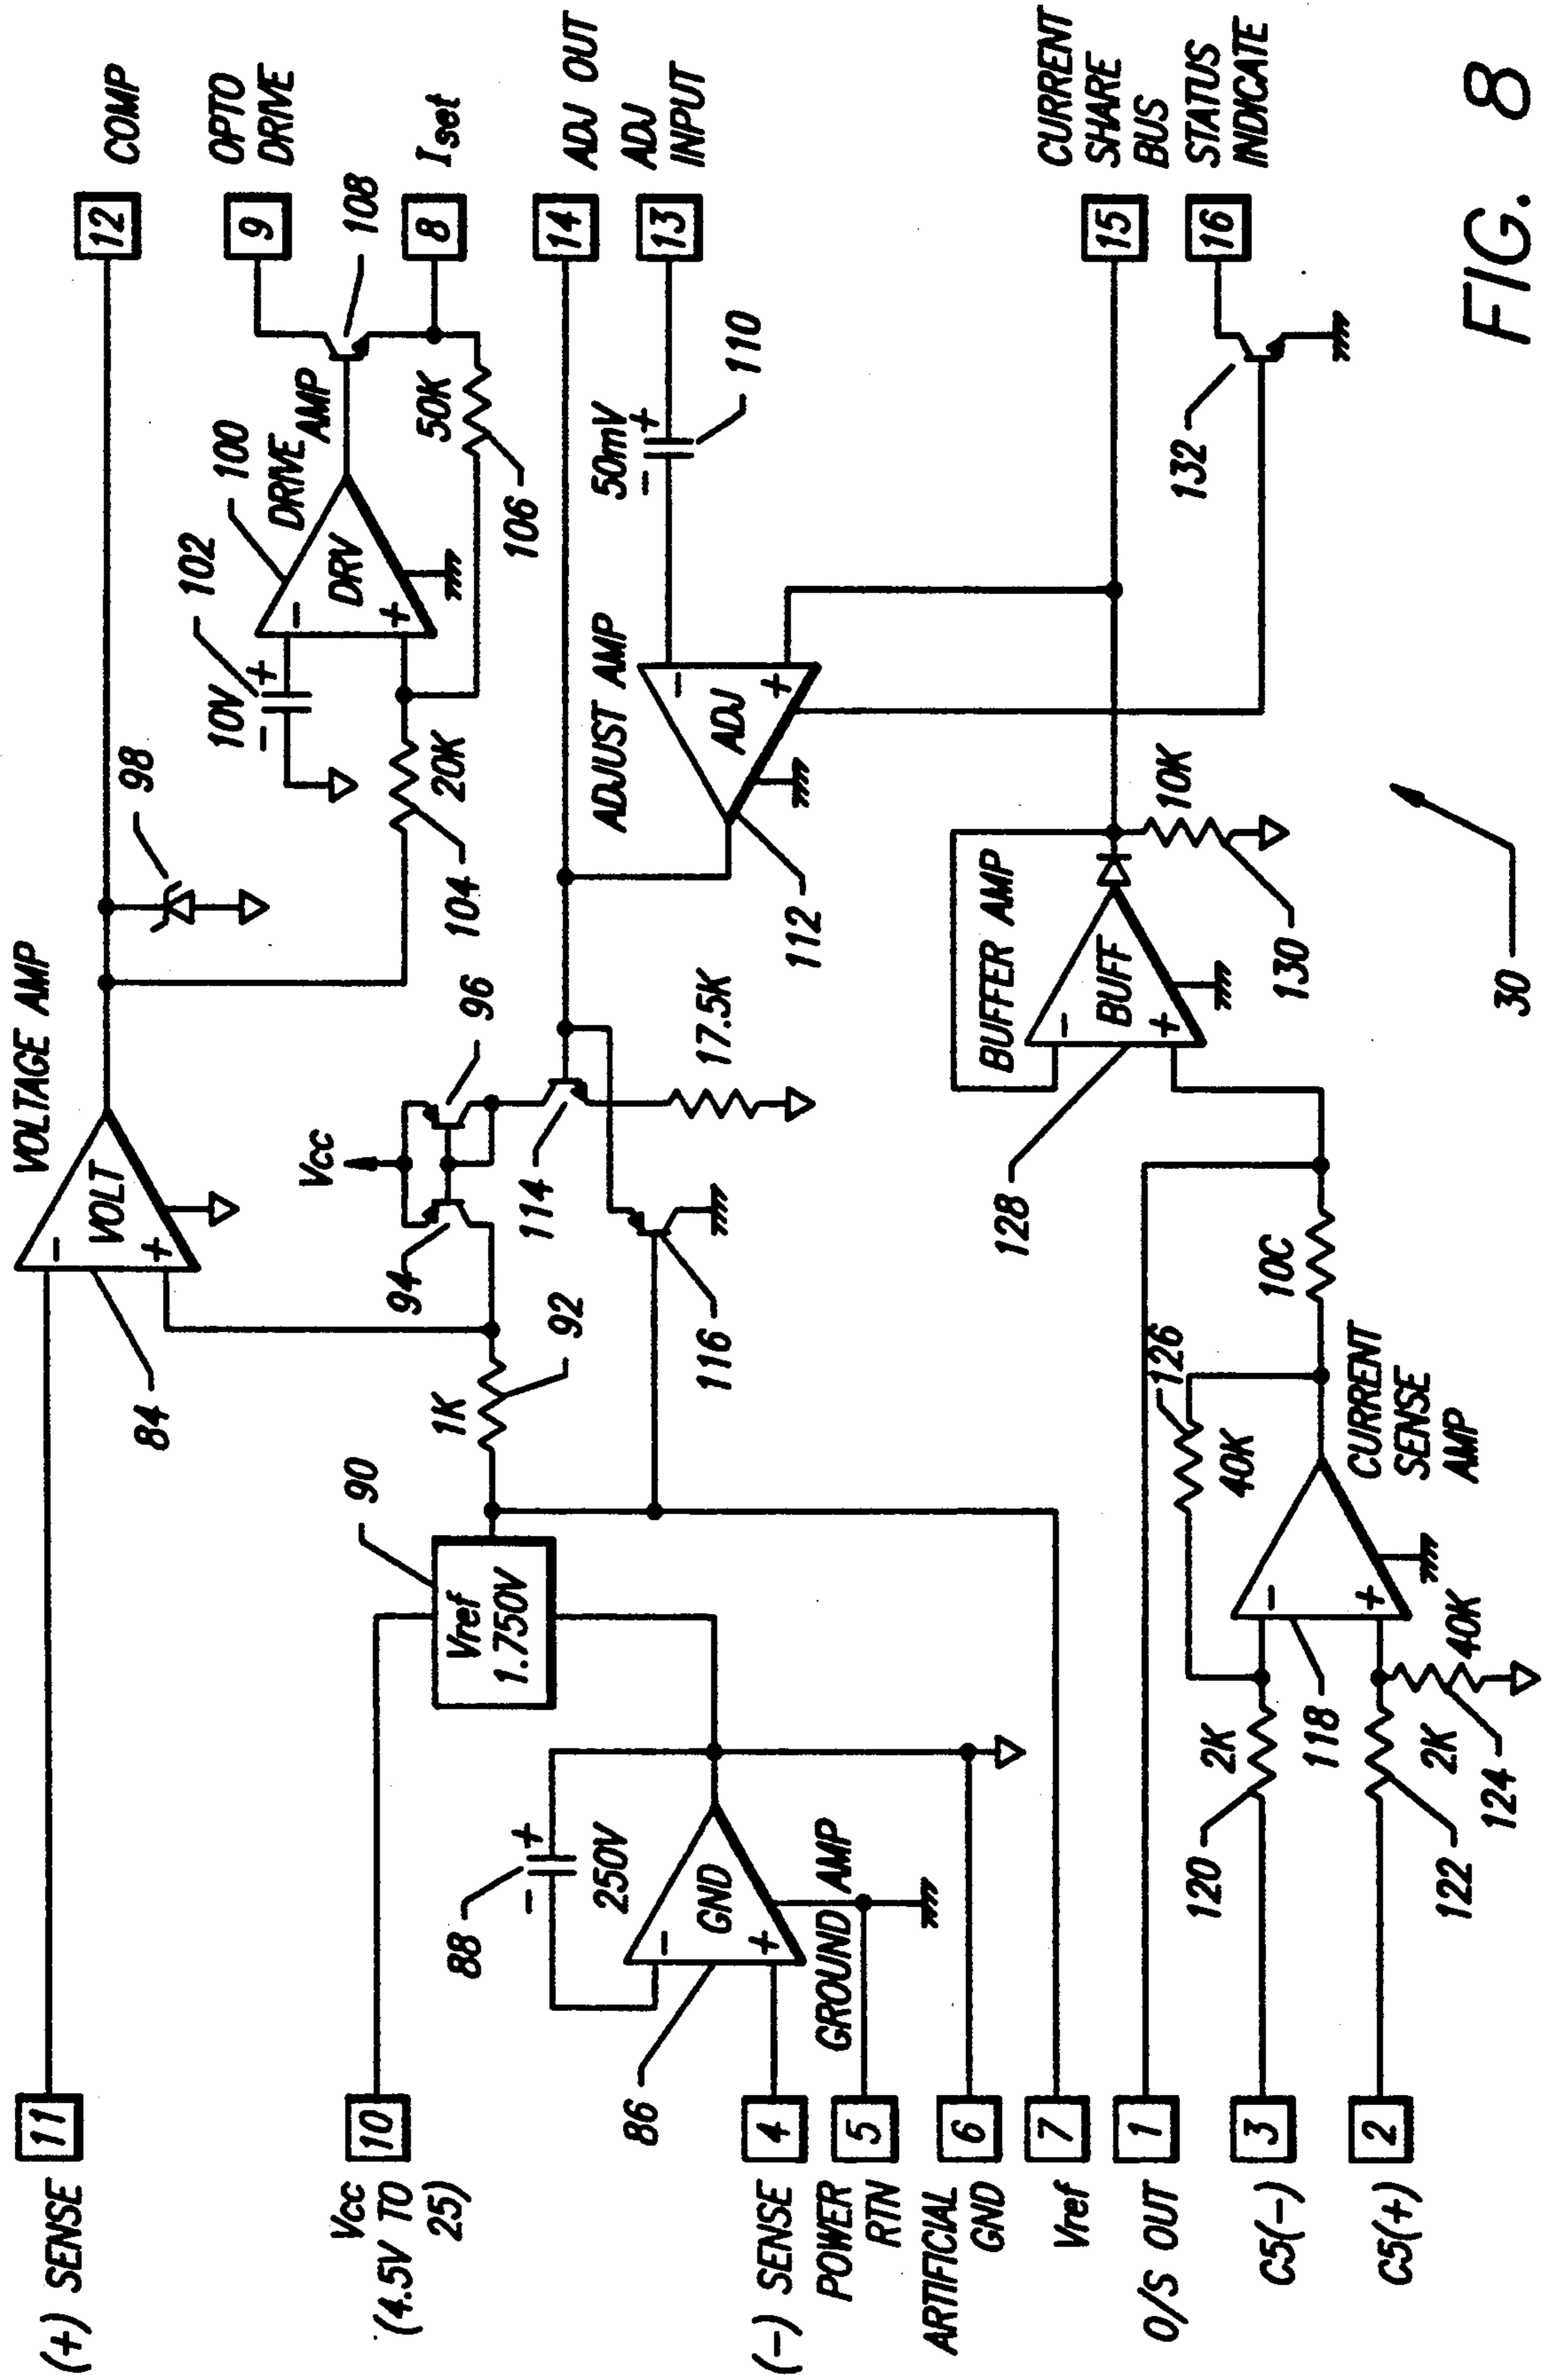 VOLTAGE AMP
11
(+) SENSE
VOLT
−
+
84
98
12
COMP
10V
− +
102
100
DRIVE
AMP
DRV
−
+
20K
104
50K
106
108
9
OPTO
DRIVE
8
Iset
Vcc
94
96
10
Vcc
(4.5V TO
25)
90
Vref
1.750V
1K
92
114
116
17.5K
14
ADJ OUT
ADJUST AMP
ADJ
−
+
112
50mV
− +
110
13
ADJ
INPUT
88
− +
250V
GND
−
+
86
GROUND AMP
4
(−) SENSE
5
POWER
RTN
6
ARTIFICIAL
GND
7
Vref
1
O/S OUT
3
C5(−)
2
C5(+)
120
2K
122
2K
124
40K
118
−
+
126
40K
CURRENT
SENSE
AMP
10C
128
BUFFER AMP
BUFF
−
+
10K
130
15
CURRENT
SHARE
BUS
132
16
STATUS
INDICATE
30
FIG. 8